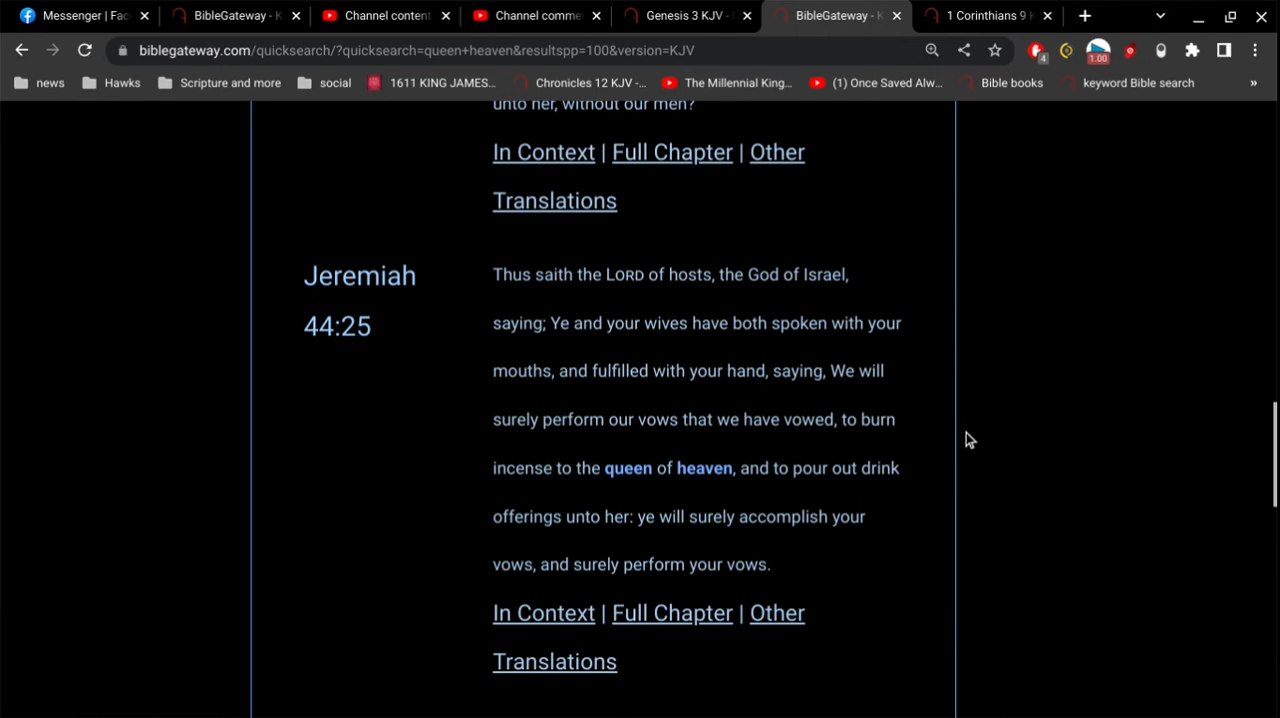 Messenger | Fac
BibleGateway - K
Channel content
Channel comme
Genesis 3 KJV -
BibleGateway - K
1 Corinthians 9 K
biblegateway.com/quicksearch/?quicksearch=queen+heaven&resultspp=100&version=KJV
4
1.00
news
Hawks
Scripture and more
social
1611 KING JAMES...
Chronicles 12 KJV -...
The Millennial King...
(1) Once Saved Alw...
Bible books
keyword Bible search
»
unto her, without our men?
In Context | Full Chapter | Other
Translations
Jeremiah
44:25
Thus saith the LORD of hosts, the God of Israel,
saying; Ye and your wives have both spoken with your
mouths, and fulfilled with your hand, saying, We will
surely perform our vows that we have vowed, to burn
incense to the queen of heaven, and to pour out drink
offerings unto her: ye will surely accomplish your
vows, and surely perform your vows.
In Context | Full Chapter | Other
Translations